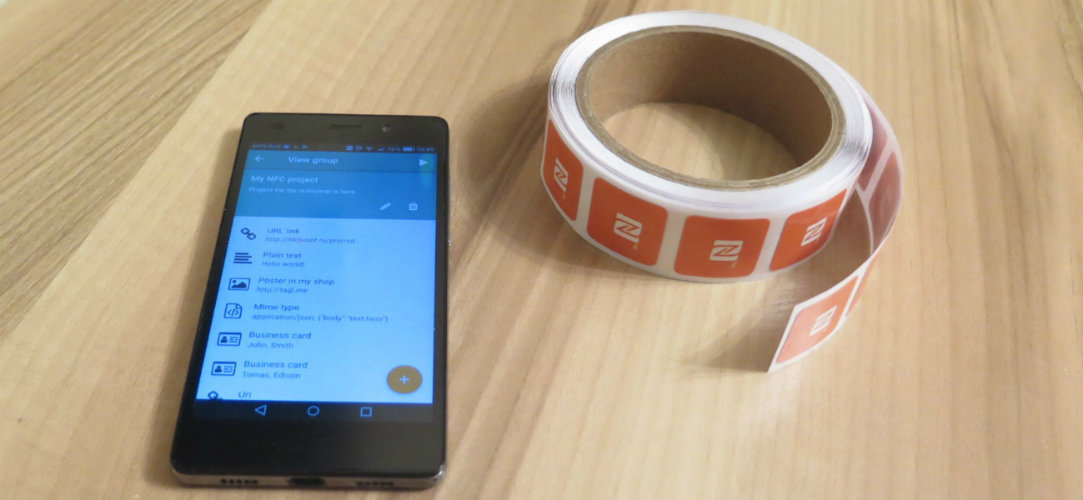 View group
My NFC project
Project for my customer is here
URL link
Plain text
Hello world!
Poster in my shop
http://tagl.me
Mime type
application/json, {"body":"text here"}
Business card
John, Smith
Business card
Tomas, Edison
Uri